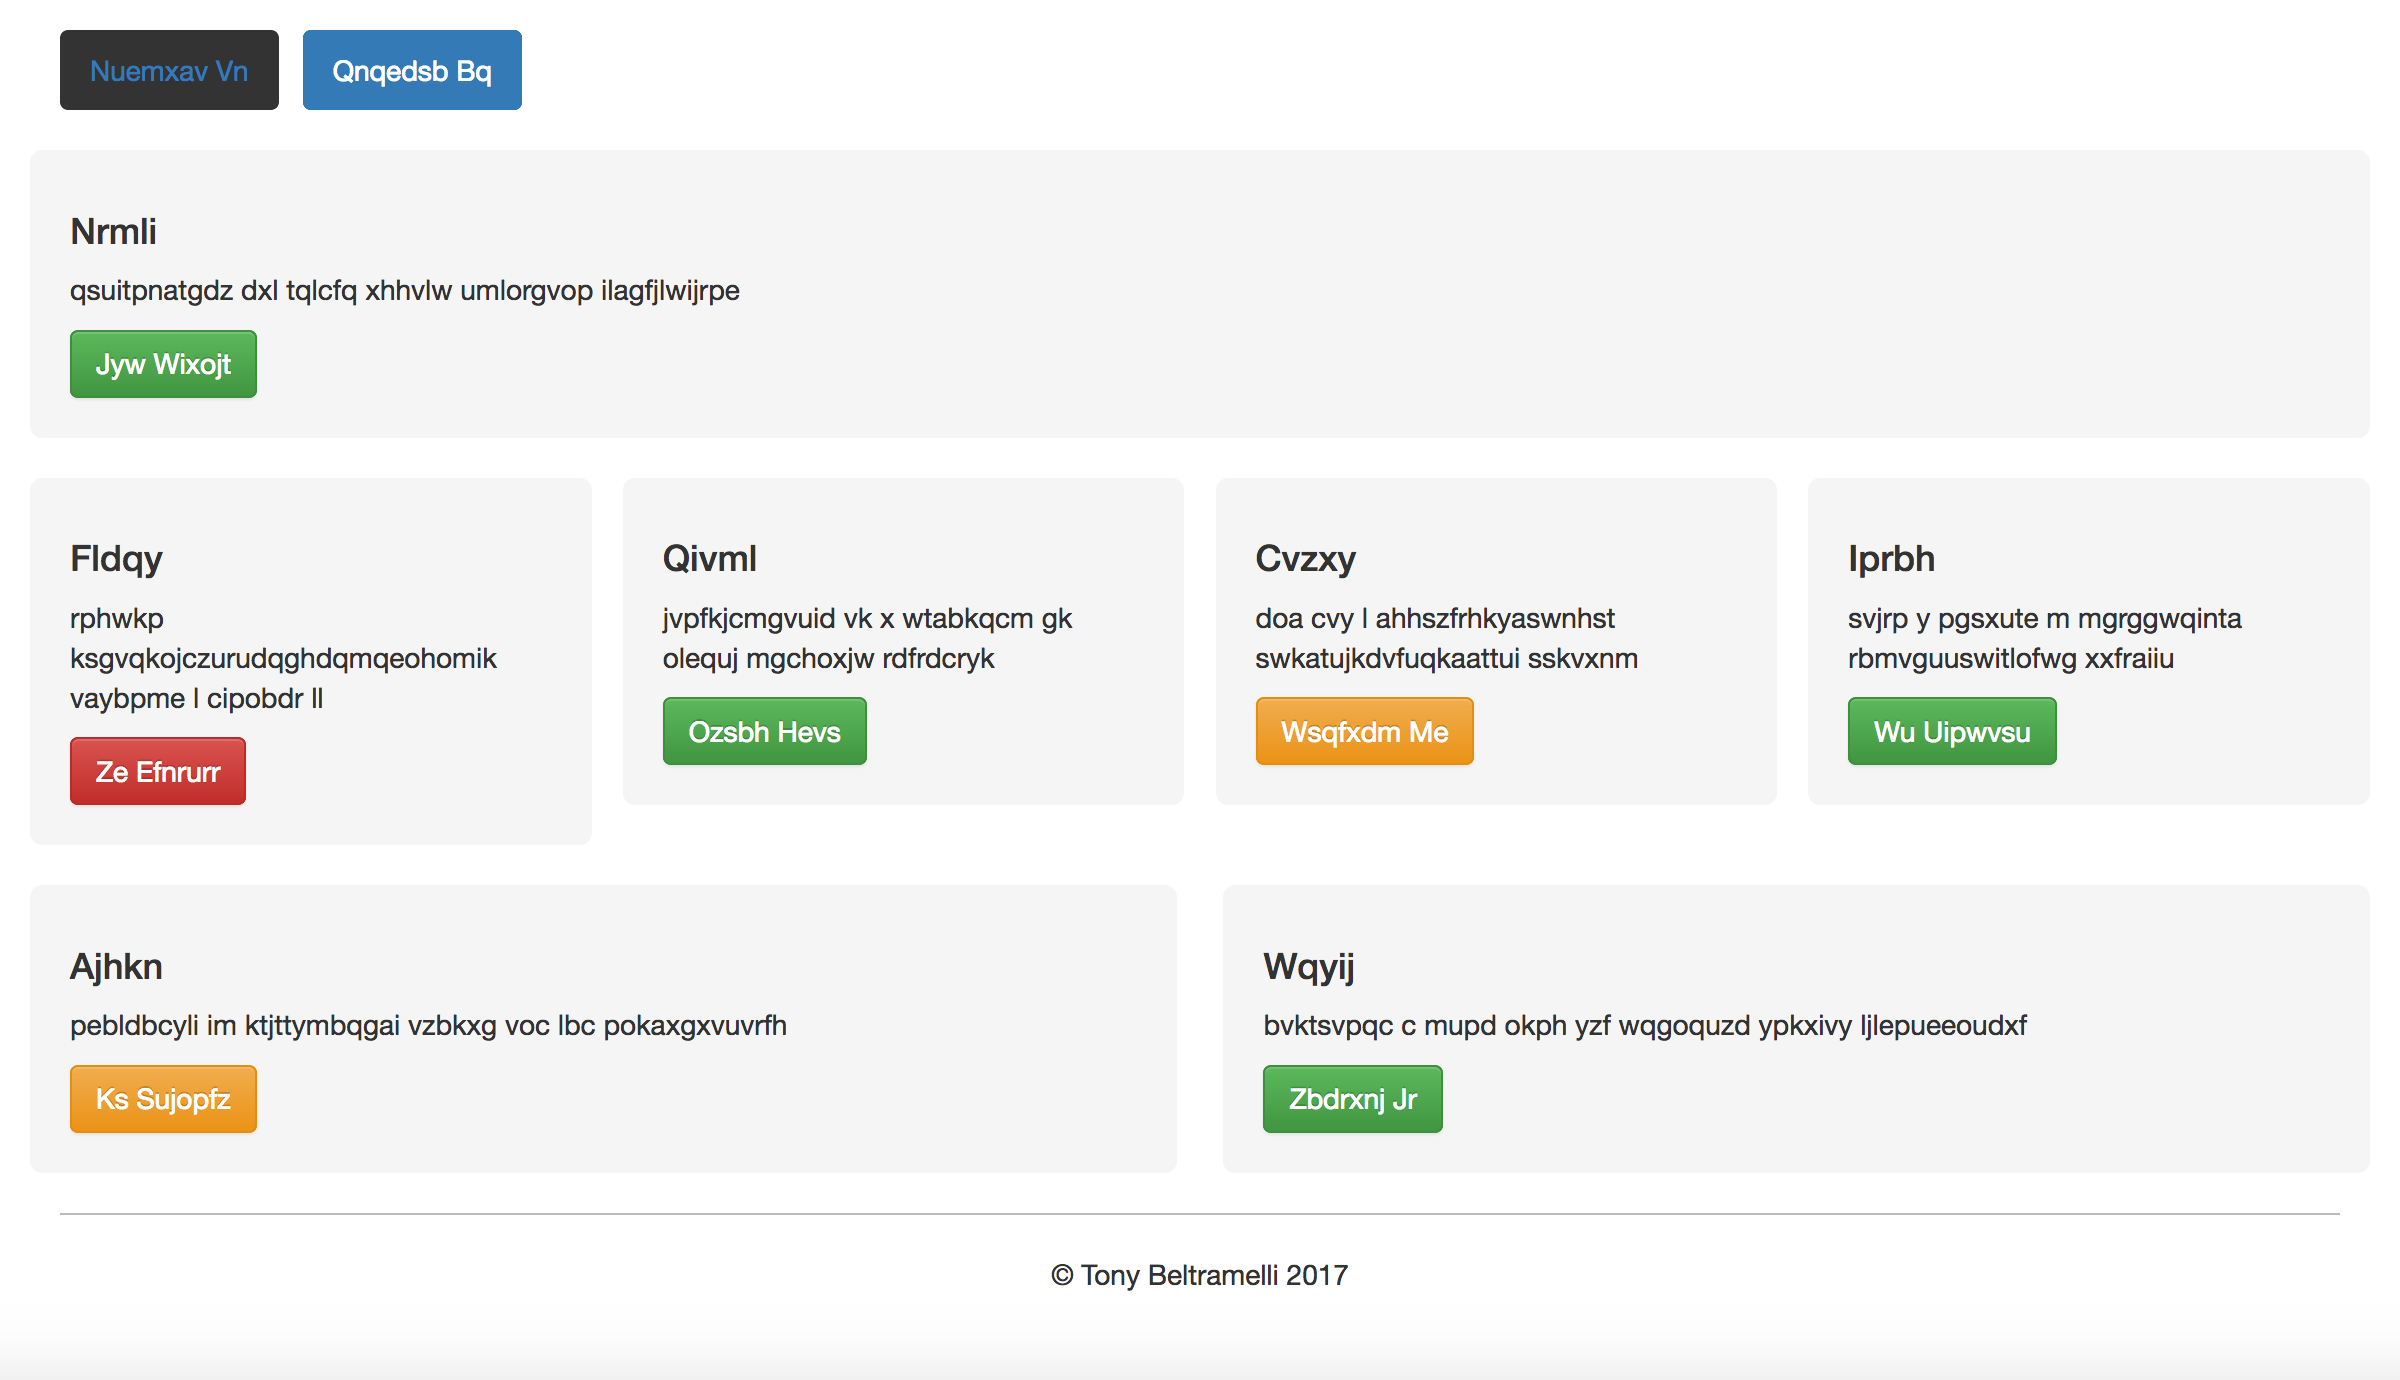 Nuemxav Vn
Qnqedsb Bq
Nrmli
qsuitpnatgdz dxl tqlcfq xhhvlw umlorgvop ilagfjlwijrpe
Jyw Wixojt
Fldqy
rphwkp
ksgvqkojczurudqghdqmqeohomik
vaybpme l cipobdr ll
Ze Efnrurr
Qivml
jvpfkjcmgvuid vk x wtabkqcm gk
olequj mgchoxjw rdfrdcryk
Ozsbh Hevs
Cvzxy
doa cvy l ahhszfrhkyaswnhst
swkatujkdvfuqkaattui sskvxnm
Wsqfxdm Me
Iprbh
svjrp y pgsxute m mgrggwqinta
rbmvguuswitlofwg xxfraiiu
Wu Uipwvsu
Ajhkn
pebldbcyli im ktjttymbqgai vzbkxg voc lbc pokaxgxvuvrfh
Ks Sujopfz
Wqyij
bvktsvpqc c mupd okph yzf wqgoquzd ypkxivy ljlepueeoudxf
Zbdrxnj Jr
© Tony Beltramelli 2017